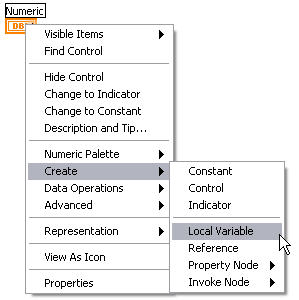 Numeric
DBL
Visible Items
Find Control
Hide Control
Change to Indicator
Change to Constant
Description and Tip...
Numeric Palette
Create
Data Operations
Advanced
Representation
View As Icon
Properties
Constant
Control
Indicator
Local Variable
Reference
Property Node
Invoke Node